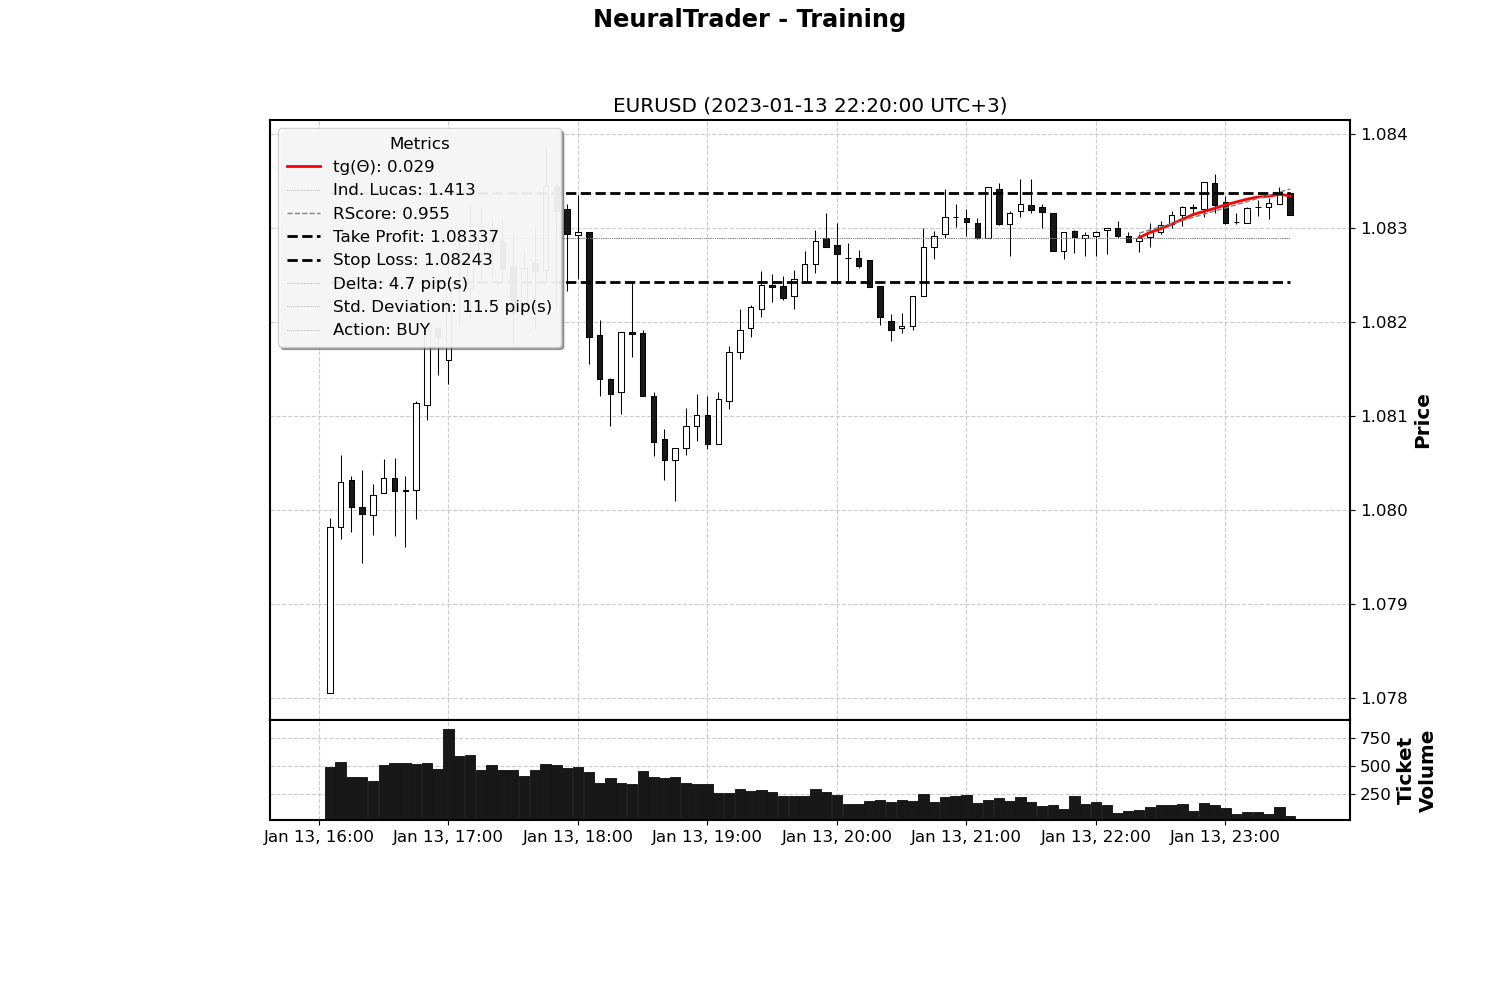 NeuralTrader - Training
EURUSD (2023-01-13 22:20:00 UTC+3)
Metrics
tg(Θ): 0.029
Ind. Lucas: 1.413
RScore: 0.955
Take Profit: 1.08337
Stop Loss: 1.08243
Delta: 4.7 pip(s)
Std. Deviation: 11.5 pip(s)
Action: BUY
1.084
1.083
1.082
1.081
1.080
1.079
1.078
Price
750
500
250
Ticket
Volume
Jan 13, 16:00
Jan 13, 17:00
Jan 13, 18:00
Jan 13, 19:00
Jan 13, 20:00
Jan 13, 21:00
Jan 13, 22:00
Jan 13, 23:00